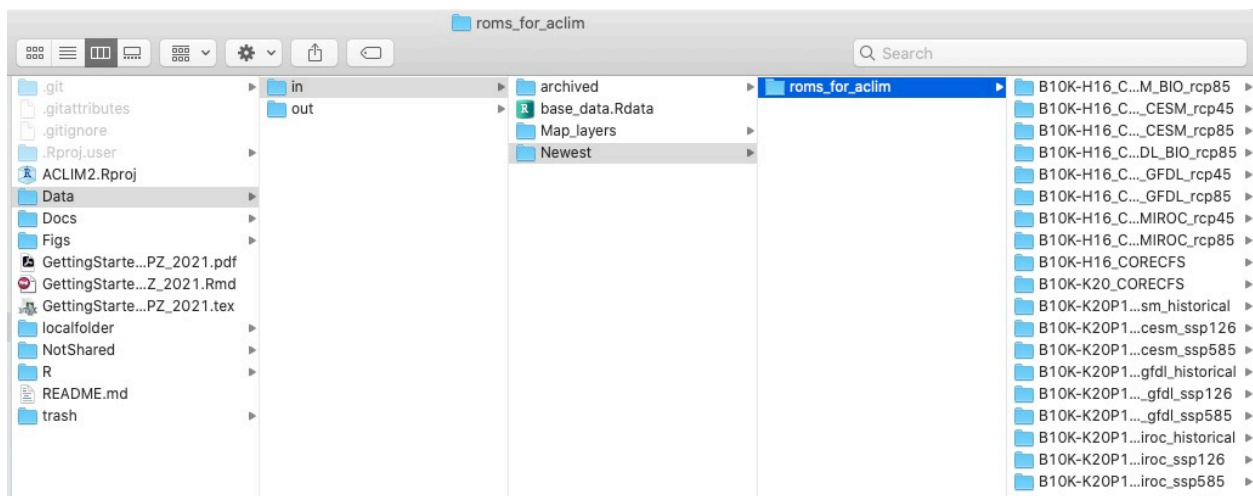 roms_for_aclim
Search
.git
.gitattributes
.gitignore
.Rproj.user
ACLIM2.Rproj
Data
Docs
Figs
GettingStarte...PZ_2021.pdf
GettingStarte...Z_2021.Rmd
GettingStarte...PZ_2021.tex
localfolder
NotShared
R
README.md
trash
in
out
archived
base_data.Rdata
Map_layers
Newest
roms_for_aclim
B10K-H16_C...M_BIO_rcp85
B10K-H16_C..._CESM_rcp45
B10K-H16_C..._CESM_rcp85
B10K-H16_C...DL_BIO_rcp85
B10K-H16_C..._GFDL_rcp45
B10K-H16_C..._GFDL_rcp85
B10K-H16_C...MIROC_rcp45
B10K-H16_C...MIROC_rcp85
B10K-H16_CORECFS
B10K-K20_CORECFS
B10K-K20P1...sm_historical
B10K-K20P1...cesm_ssp126
B10K-K20P1...cesm_ssp585
B10K-K20P1...gfdl_historical
B10K-K20P1..._gfdl_ssp126
B10K-K20P1..._gfdl_ssp585
B10K-K20P1...iroc_historical
B10K-K20P1...iroc_ssp126
B10K-K20P1...iroc_ssp585